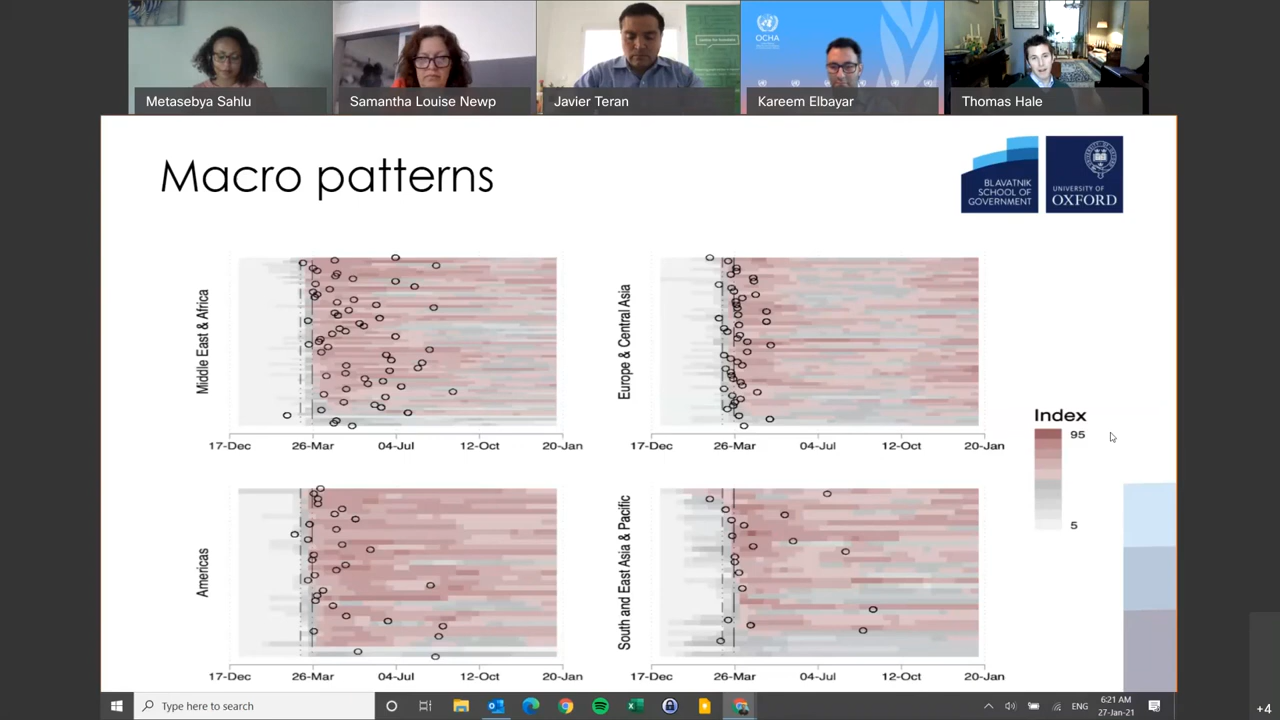 OCHA
Metasebya Sahlu
Samantha Louise Newp
Javier Teran
Kareem Elbayar
Thomas Hale
Macro patterns
BLAVATNIK
SCHOOL OF
GOVERNMENT
UNIVERSITY OF
OXFORD
Middle East & Africa
17-Dec
26-Mar
04-Jul
12-Oct
20-Jan
Europe & Central Asia
17-Dec
26-Mar
04-Jul
12-Oct
20-Jan
Index
95
5
Americas
17-Dec
26-Mar
04-Jul
12-Oct
20-Jan
South and East Asia & Pacific
17-Dec
26-Mar
04-Jul
12-Oct
20-Jan
Type here to search
ENG
6:21 AM
27-Jan-21
+4